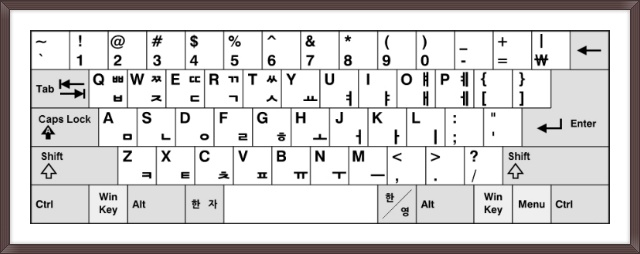 ~ ! @ # $ % ^ & * ( ) _ + |
` 1 2 3 4 5 6 7 8 9 0 - = ₩
Tab Q ㅃ W ㅉ E ㄸ R ㄲ T ㅆ Y U I O ㅒ P ㅖ { }
ㅂ ㅈ ㄷ ㄱ ㅅ ㅛ ㅕ ㅑ ㅐ ㅔ [ ]
Caps Lock A S D F G H J K L : " Enter
ㅁ ㄴ ㅇ ㄹ ㅎ ㅗ ㅓ ㅏ ㅣ ; '
Shift Z X C V B N M < > ? Shift
ㅋ ㅌ ㅊ ㅍ ㅠ ㅜ ㅡ , . /
Ctrl Win Key Alt 한 자 한/영 Alt Win Key Menu Ctrl